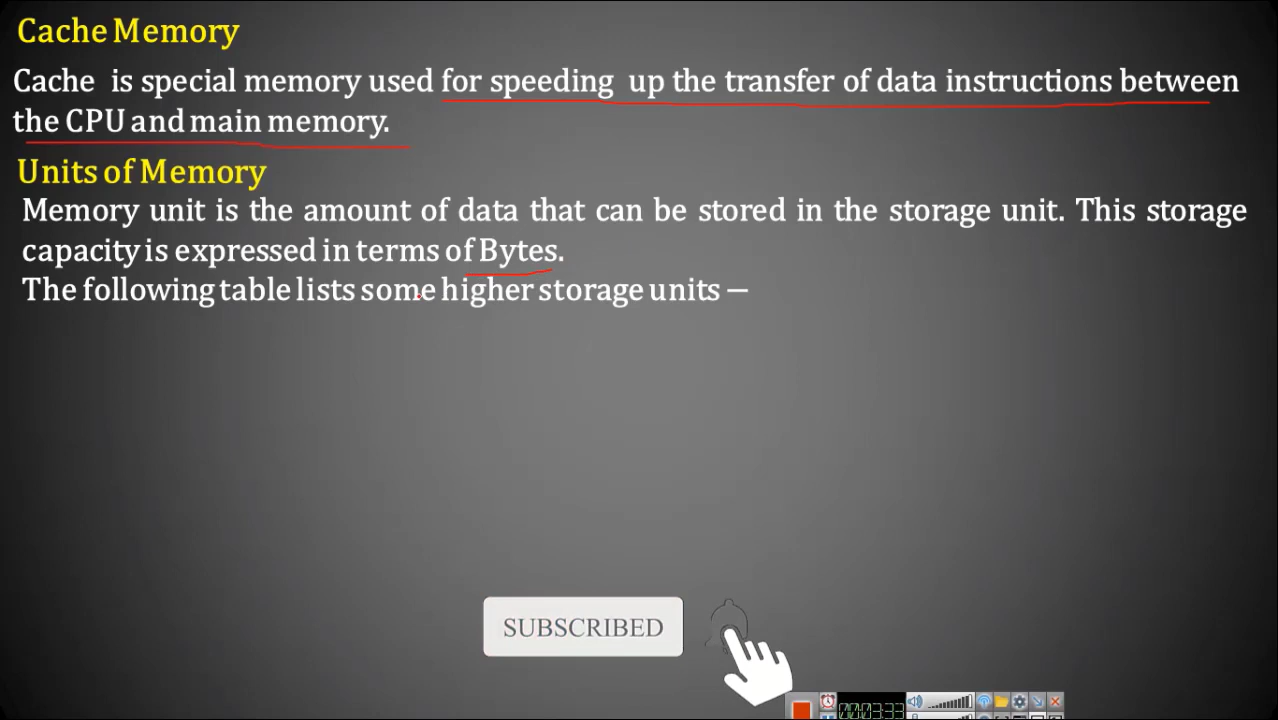 Cache Memory
Cache is special memory used for speeding up the transfer of data instructions between
the CPU and main memory.
Units of Memory
Memory unit is the amount of data that can be stored in the storage unit. This storage
capacity is expressed in terms of Bytes.
The following table lists some higher storage units –
SUBSCRIBED